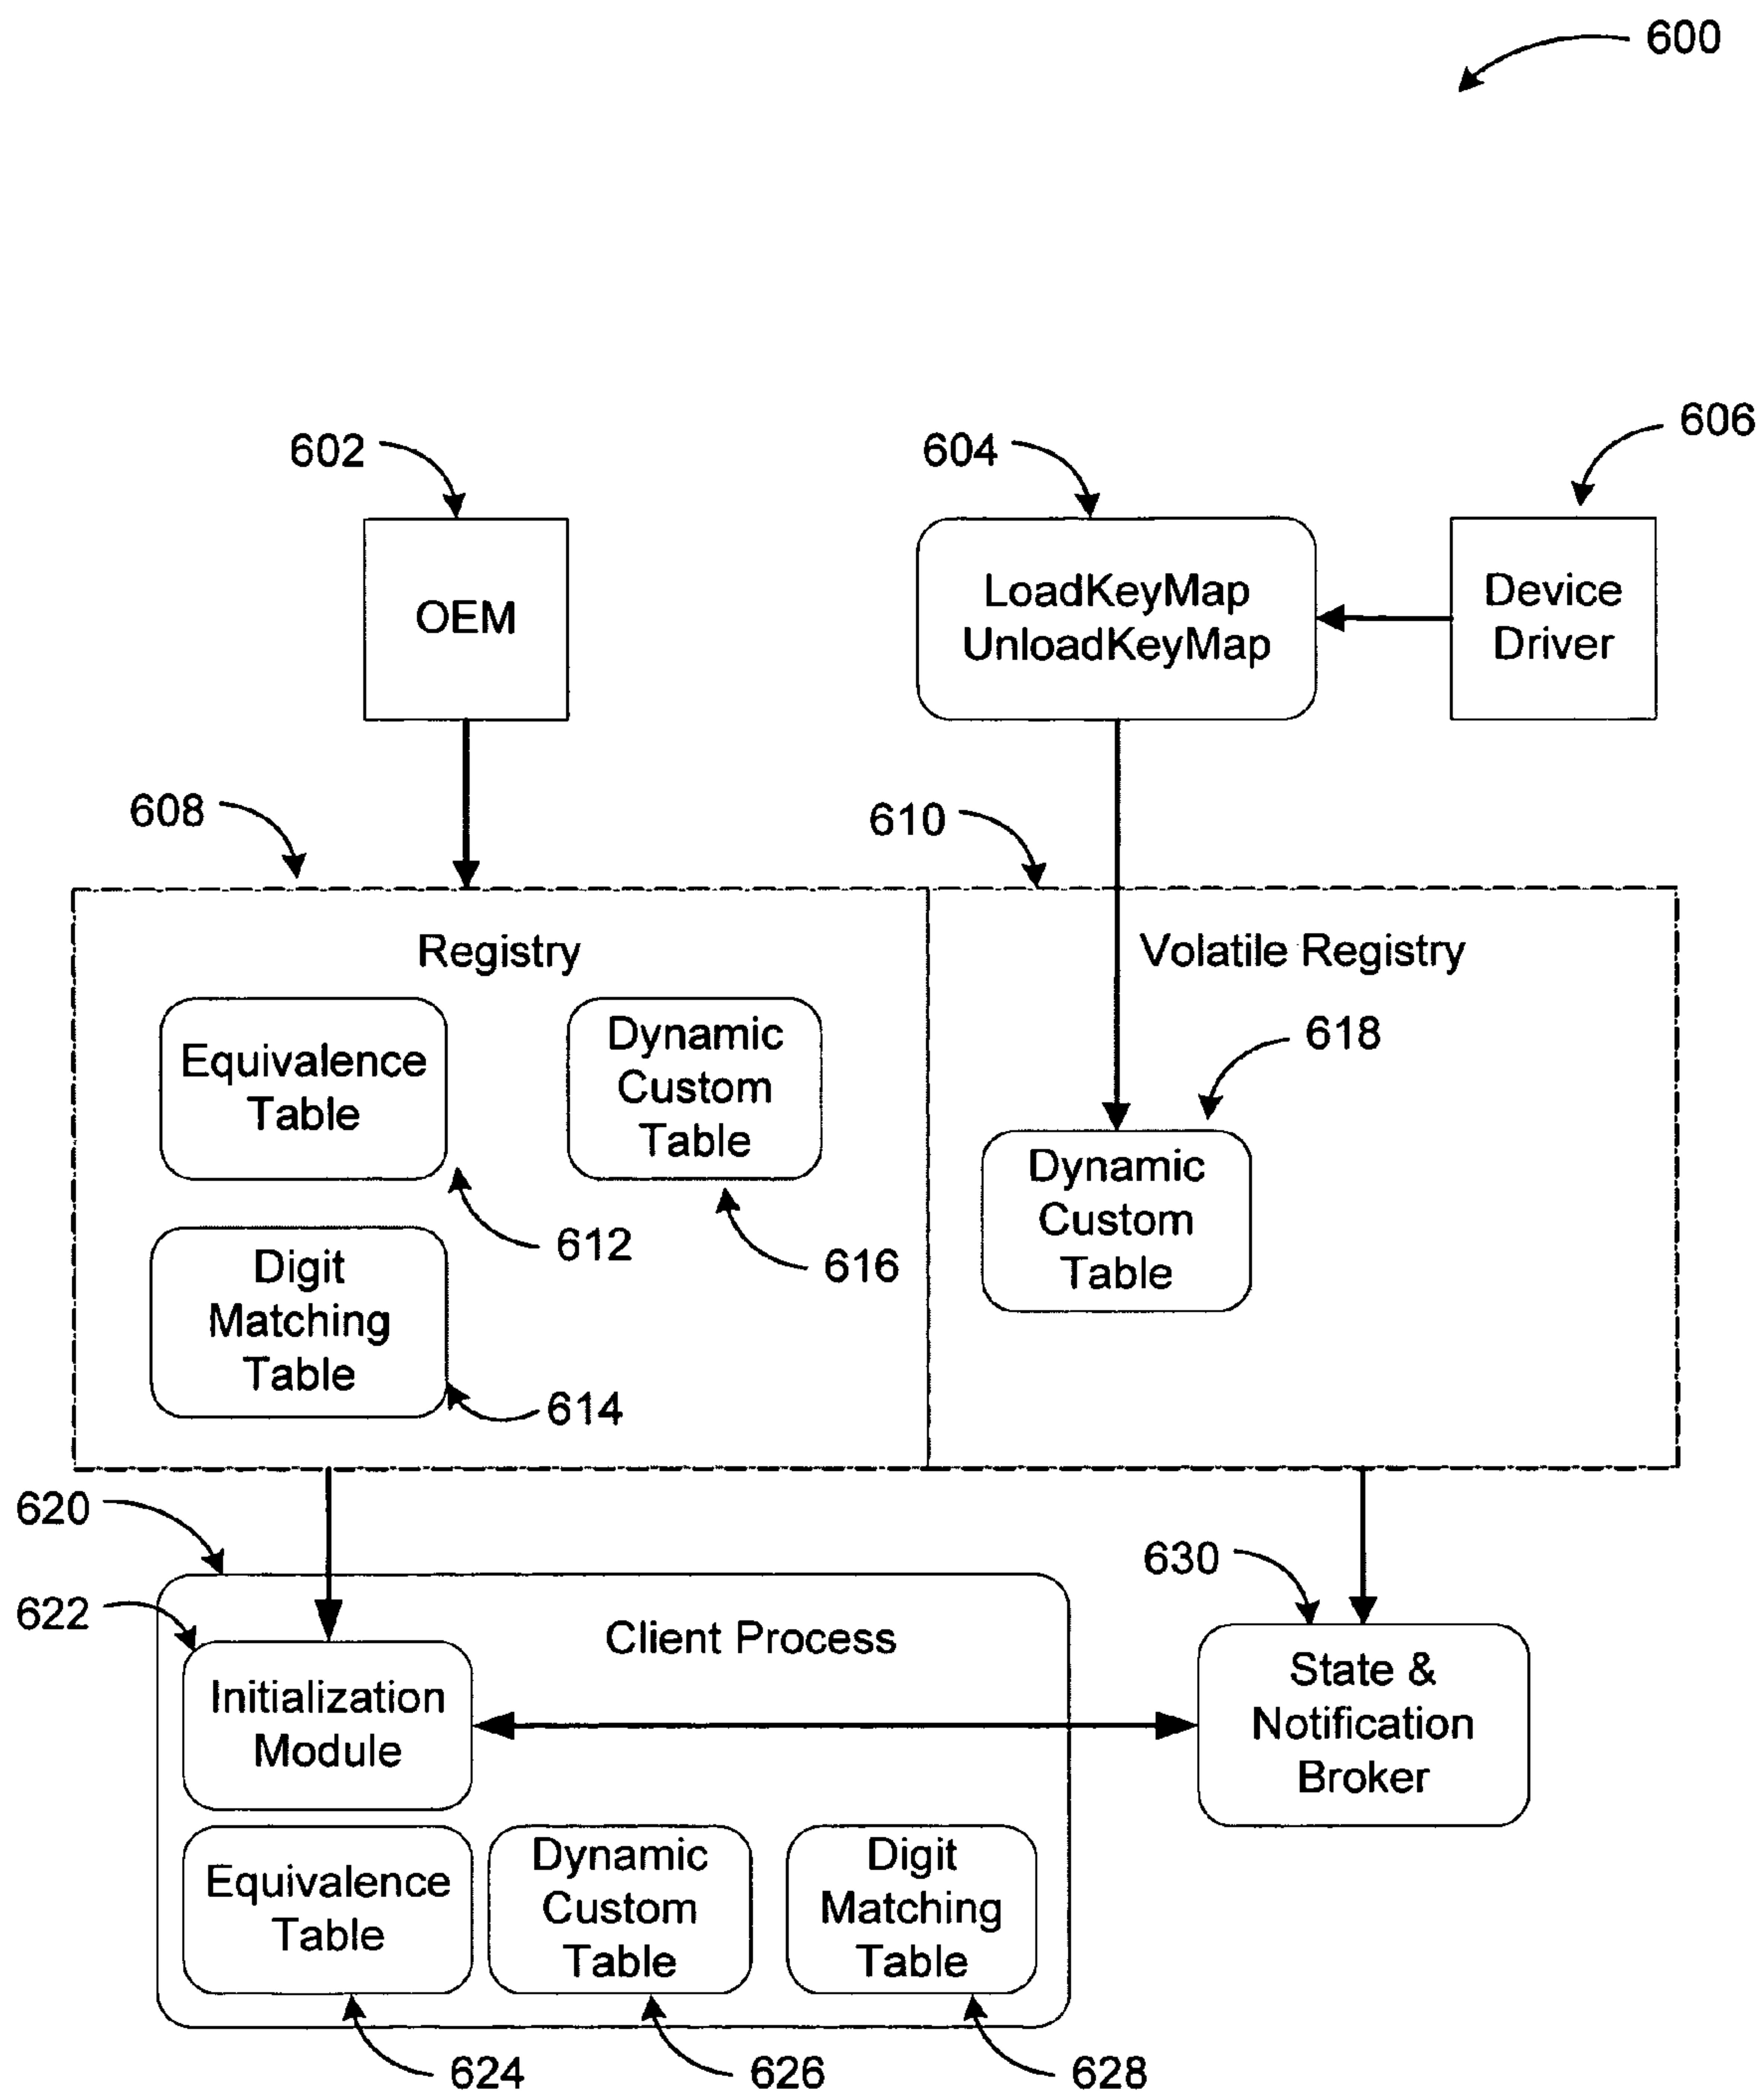 600
606
602
604
OEM
LoadKeyMap
UnloadKeyMap
Device
Driver
608
610
Registry
Volatile Registry
Equivalence
Table
Dynamic
Custom
Table
618
612
616
Digit
Matching
Table
614
Dynamic
Custom
Table
620
630
622
Client Process
Initialization
Module
State &
Notification
Broker
Equivalence
Table
Dynamic
Custom
Table
Digit
Matching
Table
624
626
628